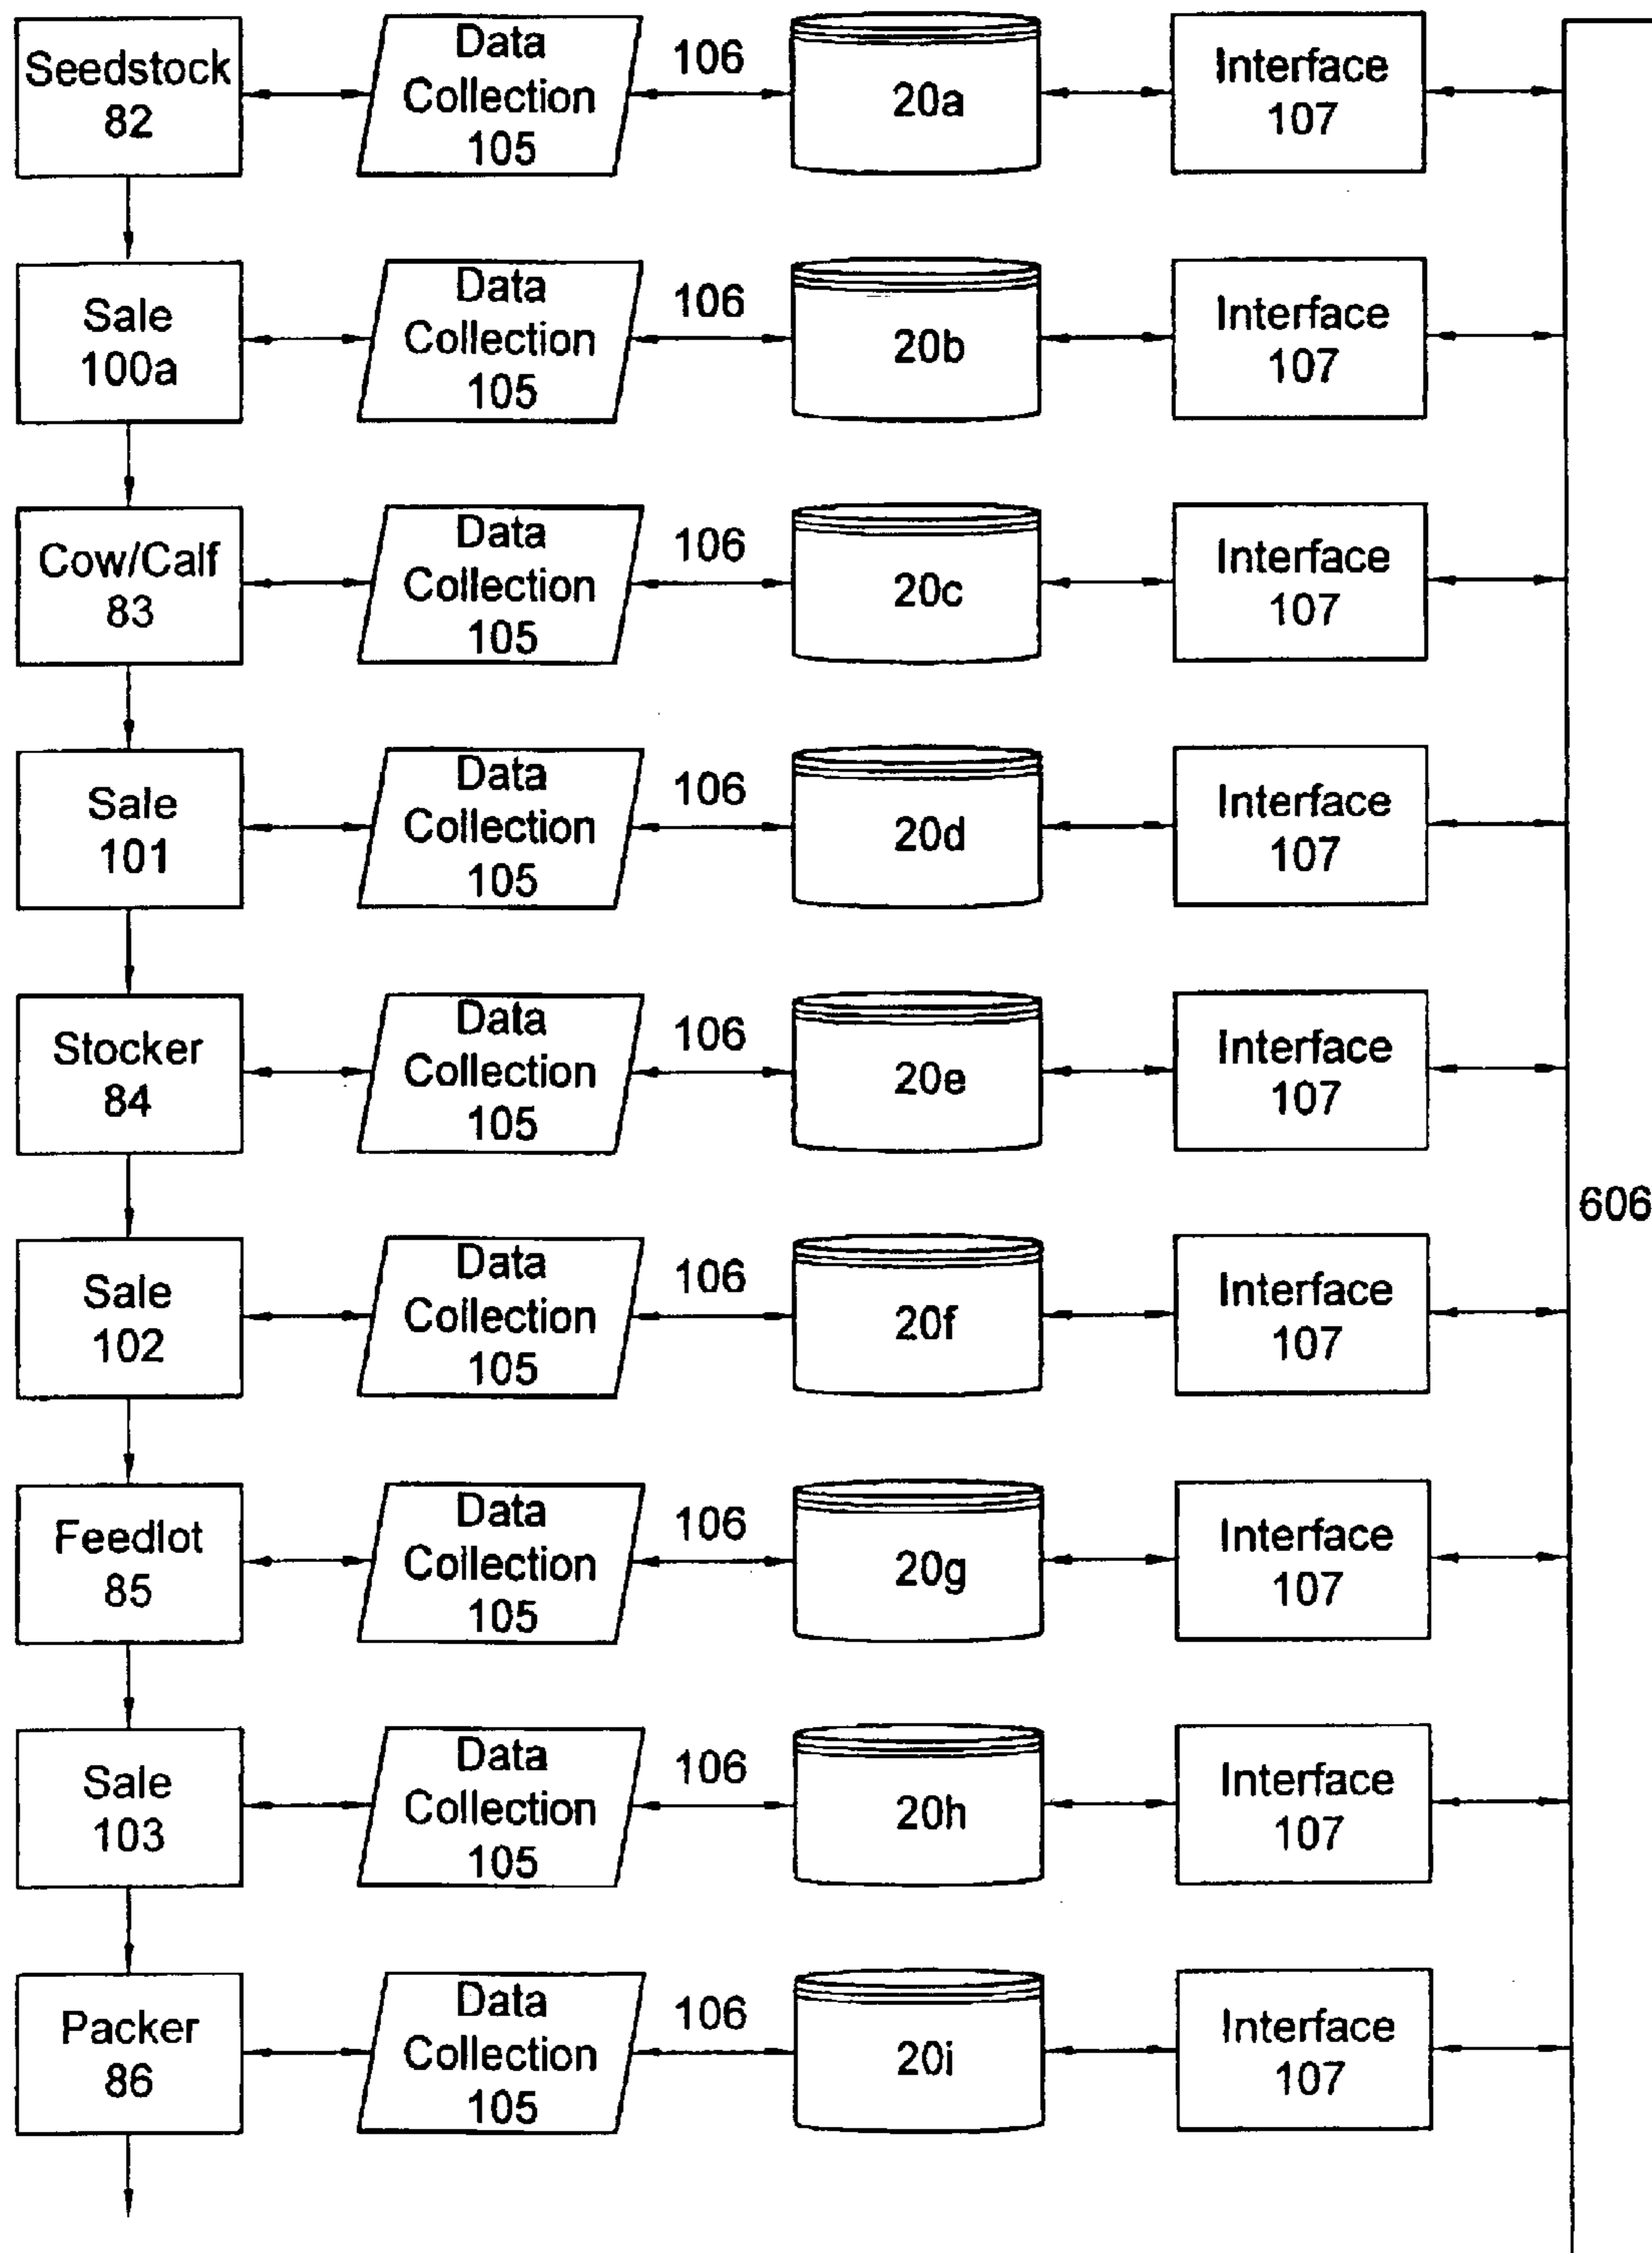 Seedstock
82
Data
Collection
105
106
20a
Interface
107
Sale
100a
Data
Collection
105
106
20b
Interface
107
Cow/Calf
83
Data
Collection
105
106
20c
Interface
107
Sale
101
Data
Collection
105
106
20d
Interface
107
Stocker
84
Data
Collection
105
106
20e
Interface
107
606
Sale
102
Data
Collection
105
106
20f
Interface
107
Feedlot
85
Data
Collection
105
106
20g
Interface
107
Sale
103
Data
Collection
105
106
20h
Interface
107
Packer
86
Data
Collection
105
106
20i
Interface
107